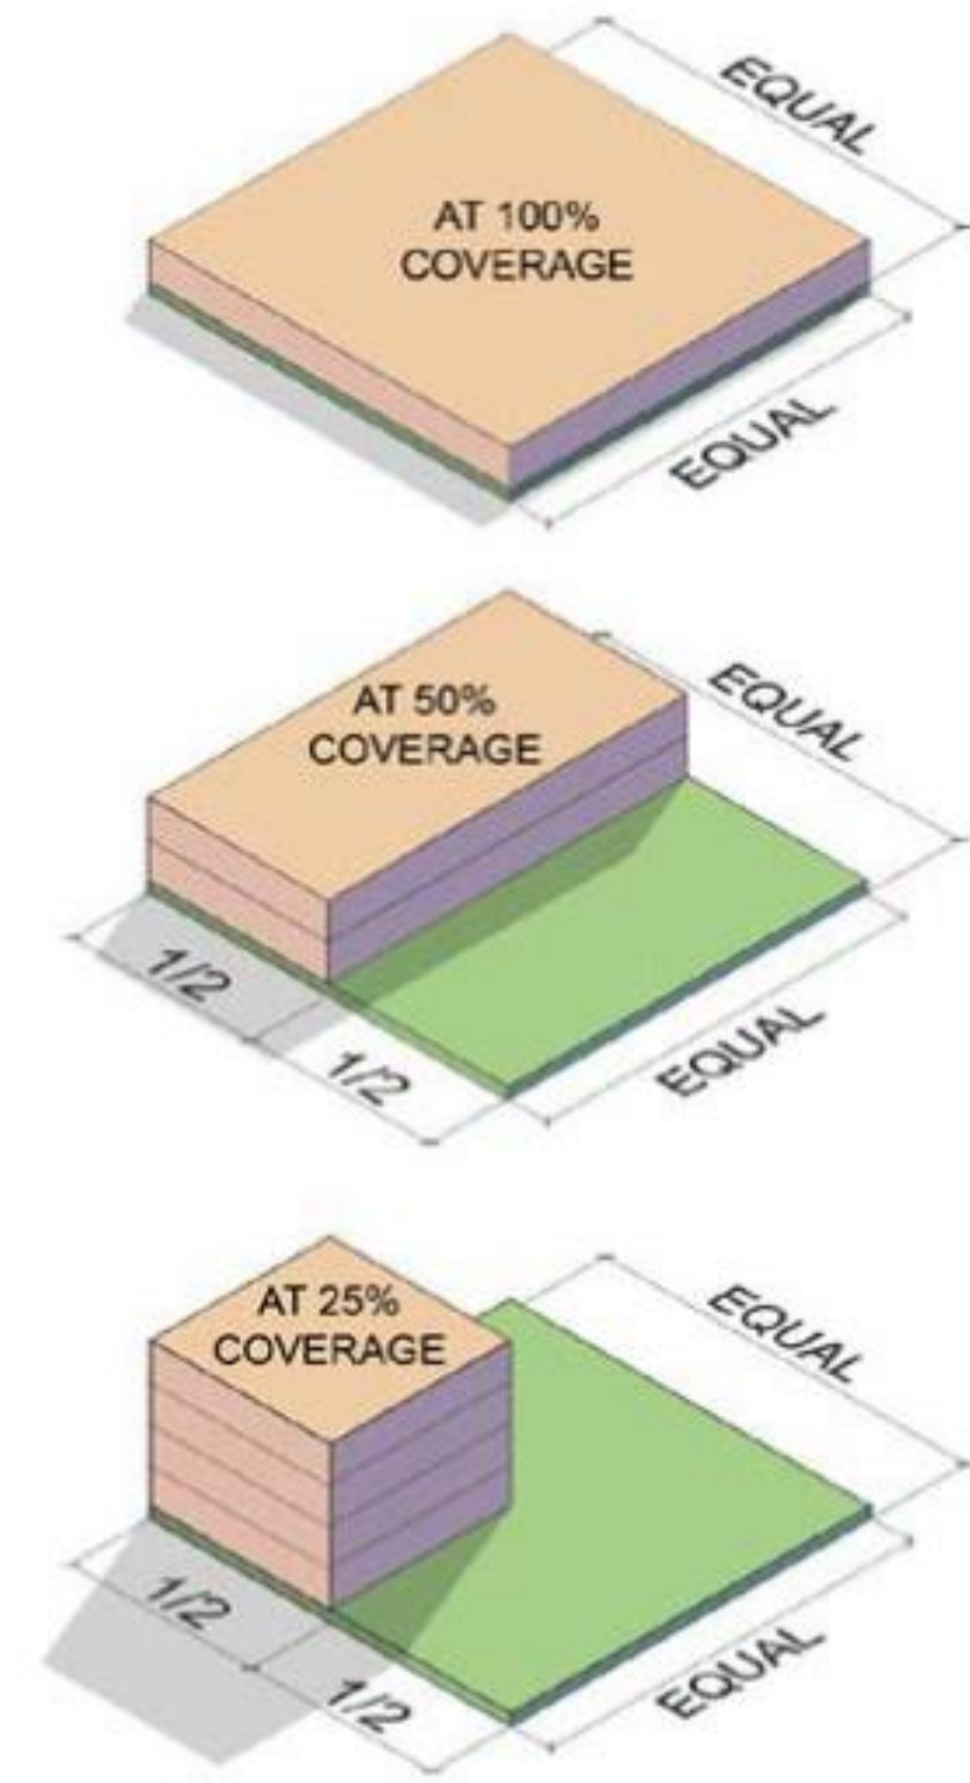 EQUAL
AT 100%
COVERAGE
EQUAL
EQUAL
AT 50%
COVERAGE
1/2
EQUAL
1/2
AT 25%
COVERAGE
EQUAL
1/2
EQUAL
1/2